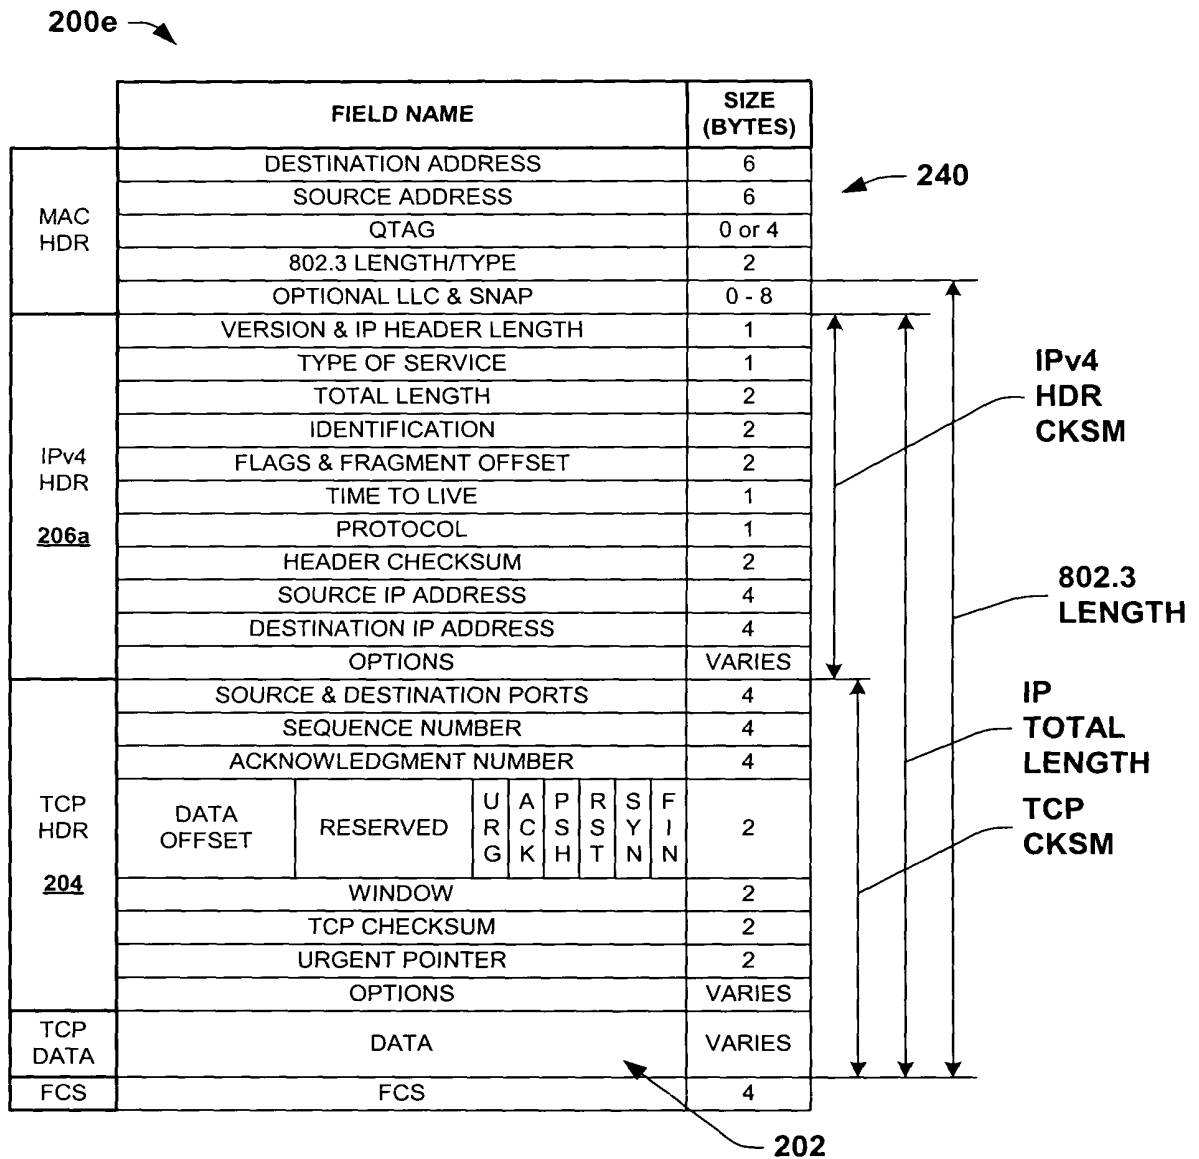 200e
FIELD NAME
SIZE
(BYTES)
MAC
HDR
DESTINATION ADDRESS 6
SOURCE ADDRESS 6
QTAG 0 or 4
802.3 LENGTH/TYPE 2
OPTIONAL LLC & SNAP 0 - 8
240
IPv4
HDR
206a
VERSION & IP HEADER LENGTH 1
TYPE OF SERVICE 1
TOTAL LENGTH 2
IDENTIFICATION 2
FLAGS & FRAGMENT OFFSET 2
TIME TO LIVE 1
PROTOCOL 1
HEADER CHECKSUM 2
SOURCE IP ADDRESS 4
DESTINATION IP ADDRESS 4
OPTIONS VARIES
TCP
HDR
204
SOURCE & DESTINATION PORTS 4
SEQUENCE NUMBER 4
ACKNOWLEDGMENT NUMBER 4
DATA
OFFSET
RESERVED
URG
ACK
PSH
RST
SYN
FIN
2
WINDOW 2
TCP CHECKSUM 2
URGENT POINTER 2
OPTIONS VARIES
TCP
DATA
DATA VARIES
FCS FCS 4
IPv4
HDR
CKSM
802.3
LENGTH
IP
TOTAL
LENGTH
TCP
CKSM
202